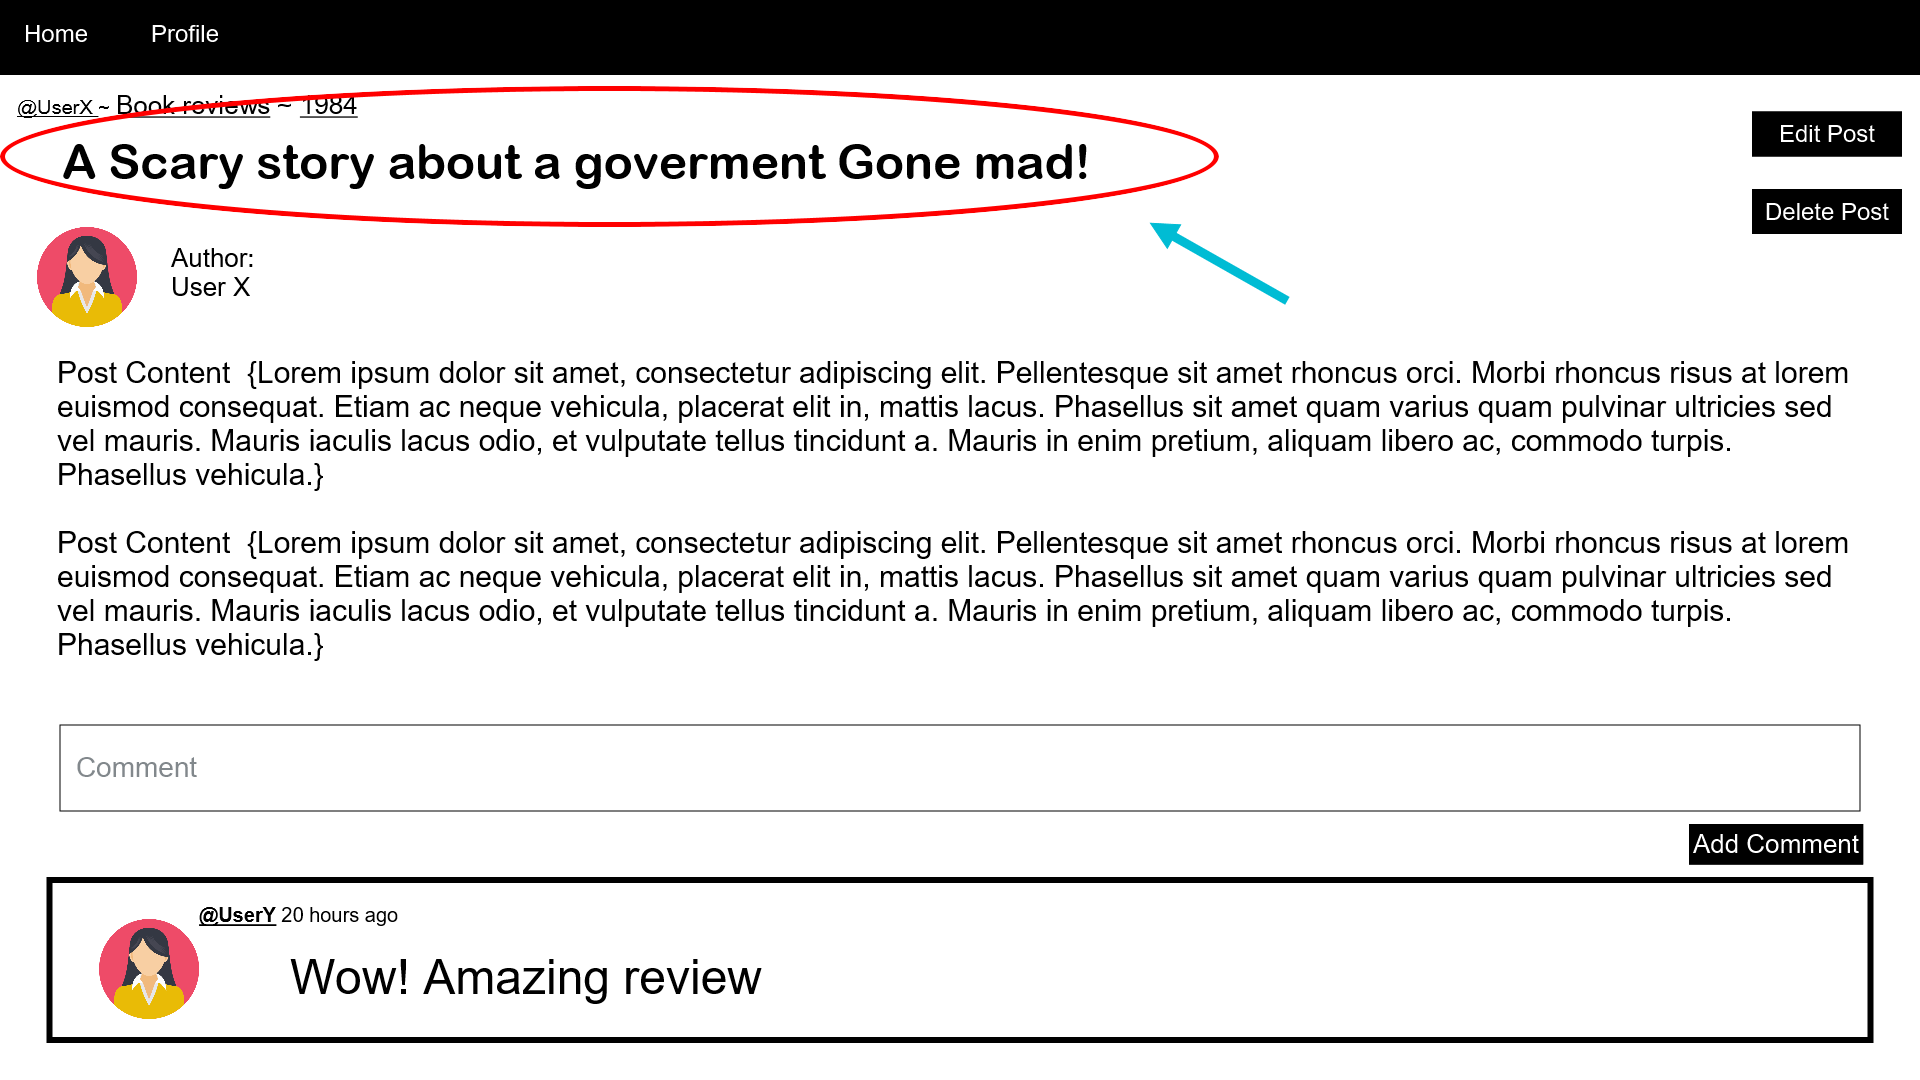 Home Profile
@UserX ~ Book reviews ~ 1984
Edit Post
A Scary story about a goverment Gone mad!
Delete Post
Author:
User X
Post Content {Lorem ipsum dolor sit amet, consectetur adipiscing elit. Pellentesque sit amet rhoncus orci. Morbi rhoncus risus at lorem
euismod consequat. Etiam ac neque vehicula, placerat elit in, mattis lacus. Phasellus sit amet quam varius quam pulvinar ultricies sed
vel mauris. Mauris iaculis lacus odio, et vulputate tellus tincidunt a. Mauris in enim pretium, aliquam libero ac, commodo turpis.
Phasellus vehicula.}
Post Content {Lorem ipsum dolor sit amet, consectetur adipiscing elit. Pellentesque sit amet rhoncus orci. Morbi rhoncus risus at lorem
euismod consequat. Etiam ac neque vehicula, placerat elit in, mattis lacus. Phasellus sit amet quam varius quam pulvinar ultricies sed
vel mauris. Mauris iaculis lacus odio, et vulputate tellus tincidunt a. Mauris in enim pretium, aliquam libero ac, commodo turpis.
Phasellus vehicula.}
Comment
Add Comment
@UserY 20 hours ago
Wow! Amazing review